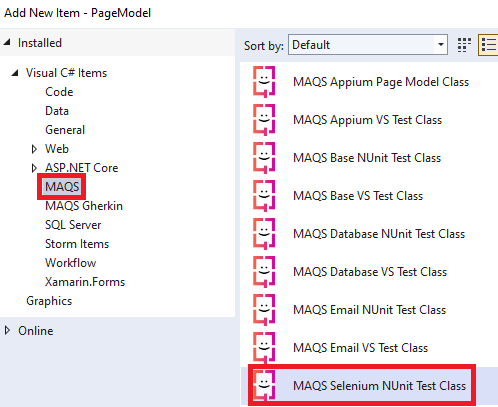 Add New Item - PageModel
Installed
Sort by: Default
Visual C# Items
Code
Data
General
Web
ASP.NET Core
MAQS
MAQS Gherkin
SQL Server
Storm Items
Workflow
Xamarin.Forms
Graphics
Online
MAQS Appium Page Model Class
MAQS Appium VS Test Class
MAQS Base NUnit Test Class
MAQS Base VS Test Class
MAQS Database NUnit Test Class
MAQS Database VS Test Class
MAQS Email NUnit Test Class
MAQS Email VS Test Class
MAQS Selenium NUnit Test Class